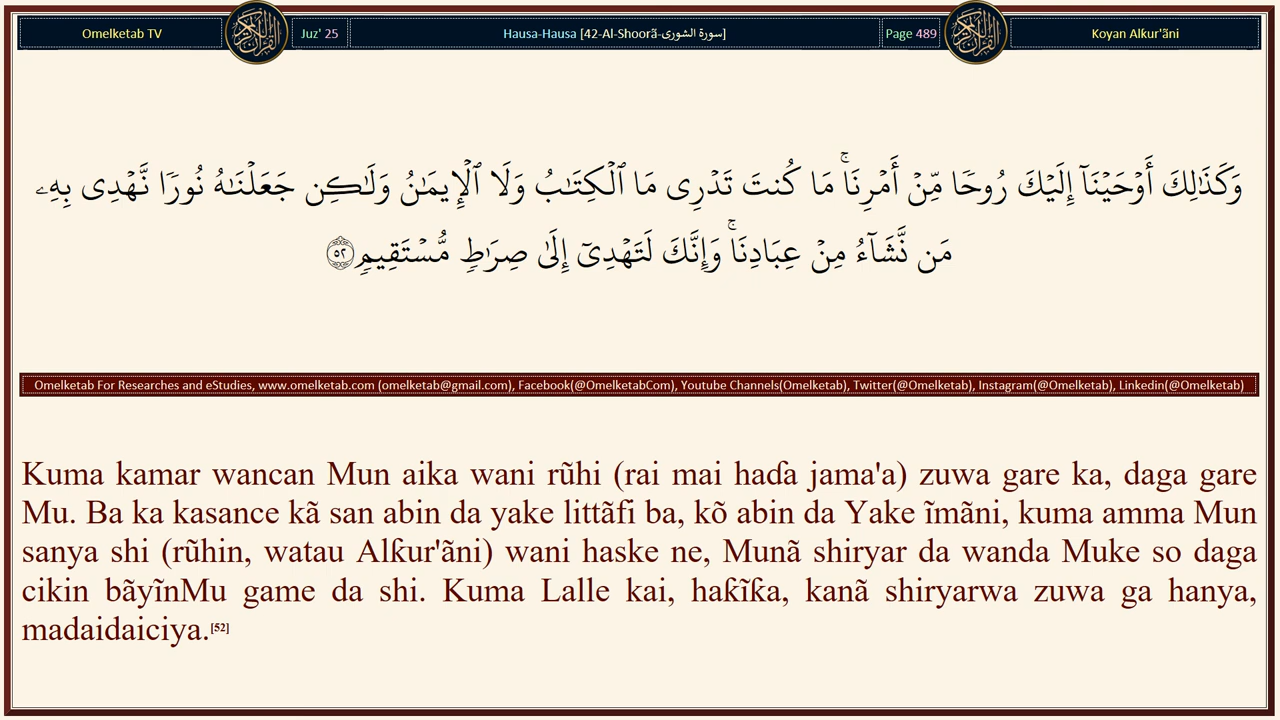 Omelketab TV
Juz' 25
Hausa-Hausa [42-Al-Shoorã-سورة الشورى]
Page 489
Koyan Alƙur'ãni
وَكَذَٰلِكَ أَوۡحَيۡنَآ إِلَيۡكَ رُوحٗا مِّنۡ أَمۡرِنَاۚ مَا كُنتَ تَدۡرِي مَا ٱلۡكِتَٰبُ وَلَا ٱلۡإِيمَٰنُ وَلَٰكِن جَعَلۡنَٰهُ نُورٗا نَّهۡدِي بِهِۦ
مَن نَّشَآءُ مِنۡ عِبَادِنَاۚ وَإِنَّكَ لَتَهۡدِيٓ إِلَىٰ صِرَٰطٖ مُّسۡتَقِيمٖ ٥٢
Omelketab For Researches and eStudies, www.omelketab.com (omelketab@gmail.com), Facebook(@OmelketabCom), Youtube Channels(Omelketab), Twitter(@Omelketab), Instagram(@Omelketab), Linkedin(@Omelketab)
Kuma kamar wancan Mun aika wani rũhi (rai mai haɗa jama'a) zuwa gare ka, daga gare
Mu. Ba ka kasance kã san abin da yake littãfi ba, kõ abin da Yake ĩmãni, kuma amma Mun
sanya shi (rũhin, watau Alƙur'ãni) wani haske ne, Munã shiryar da wanda Muke so daga
cikin bãyĩnMu game da shi. Kuma Lalle kai, haƙĩƙa, kanã shiryarwa zuwa ga hanya,
madaidaiciya.[52]